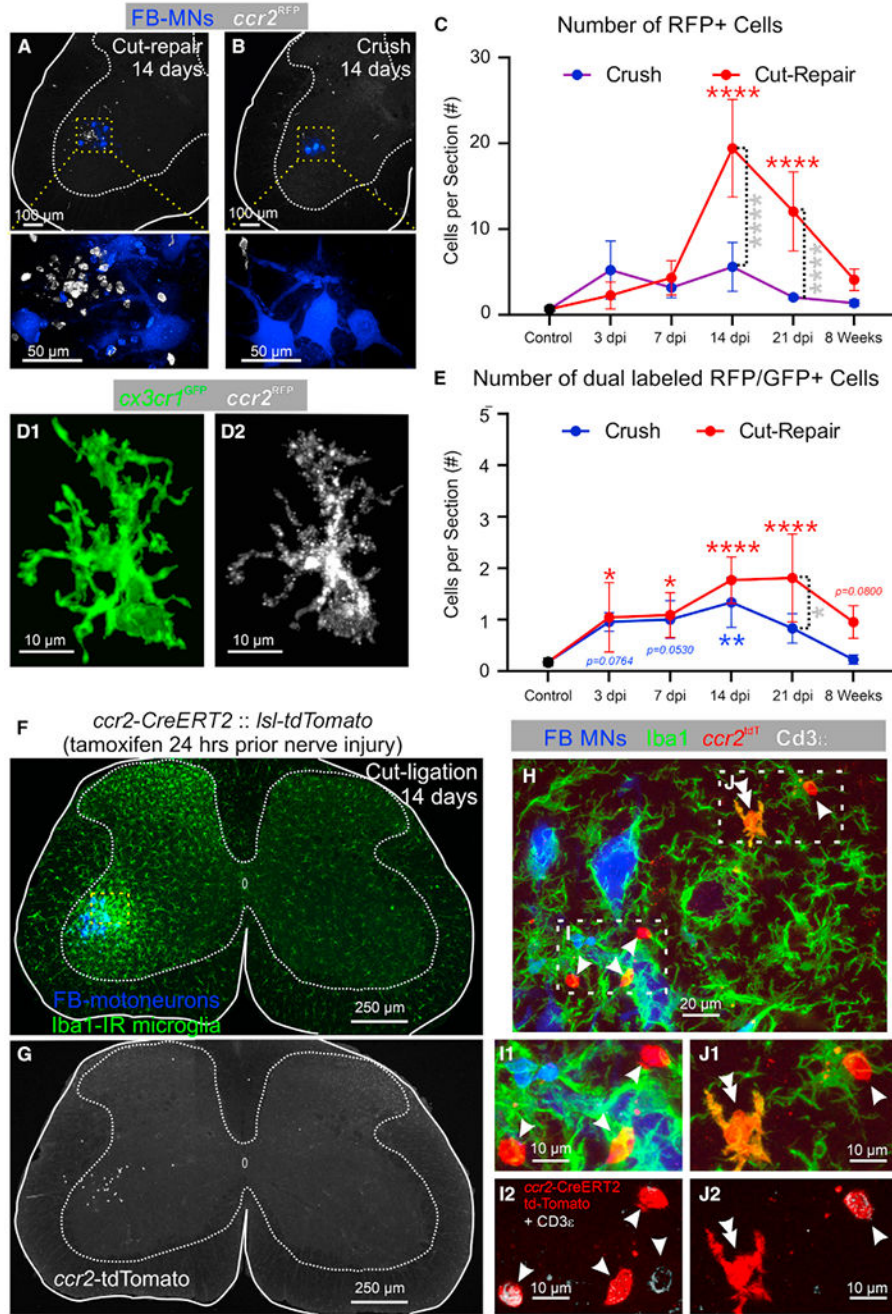 FB-MNs ccr2RFP
A
Cut-repair
14 days
100 µm
50 µm
B
Crush
14 days
100 µm
50 µm
C
Number of RFP+ Cells
Crush
Cut-Repair
Cells per Section (#)
30
20
10
0
****
****
****
****
Control
3 dpi
7 dpi
14 dpi
21 dpi
8 Weeks
cx3cr1GFP ccr2RFP
D1
10 µm
D2
10 µm
E
Number of dual labeled RFP/GFP+ Cells
Crush
Cut-Repair
Cells per Section (#)
5
4
3
2
1
0
*
*
****
****
p=0.0800
*
p=0.0764
p=0.0530
**
Control
3 dpi
7 dpi
14 dpi
21 dpi
8 Weeks
F
ccr2-CreERT2 :: lsl-tdTomato
(tamoxifen 24 hrs prior nerve injury)
Cut-ligation
14 days
FB-motoneurons
Iba1-IR microglia
250 µm
G
ccr2-tdTomato
250 µm
FB MNs Iba1 ccr2tdT
H
J
I
20 µm
I1
10 µm
J1
10 µm
I2
ccr2-CreERT2
td-Tomato
+ CD3ε
10 µm
J2
10 µm